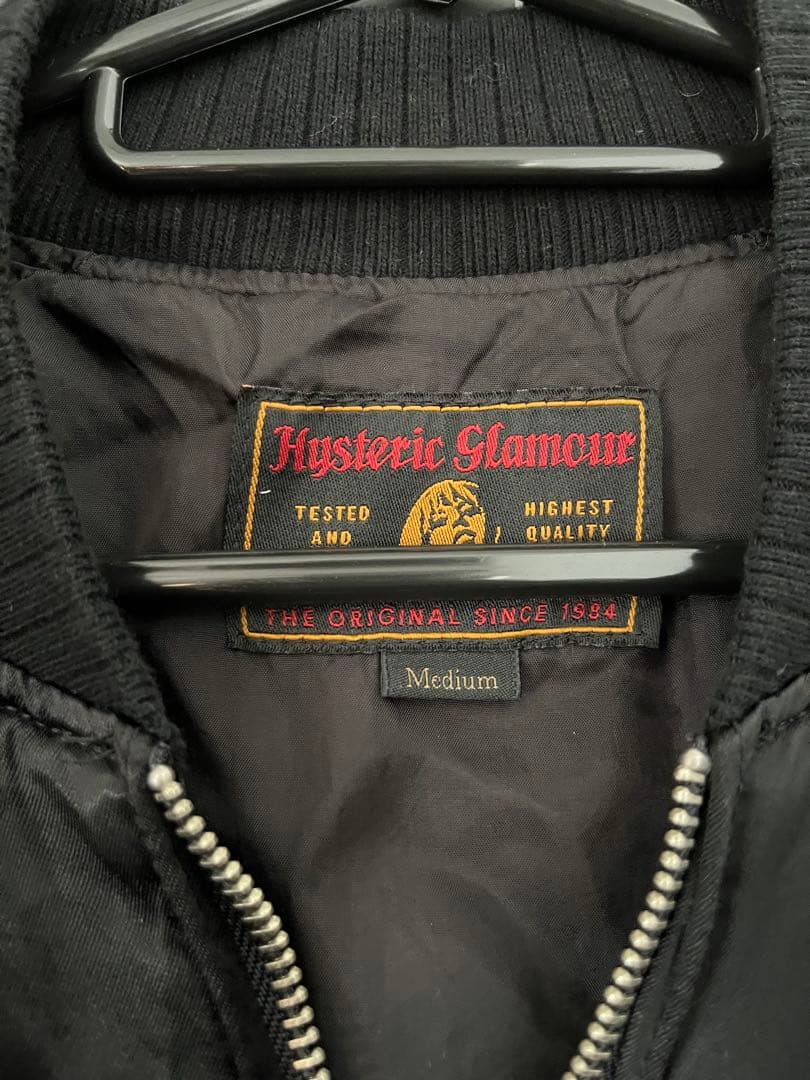 Hysteric Glamour
TESTED HIGHEST
AND QUALITY
THE ORIGINAL SINCE 1984
Medium